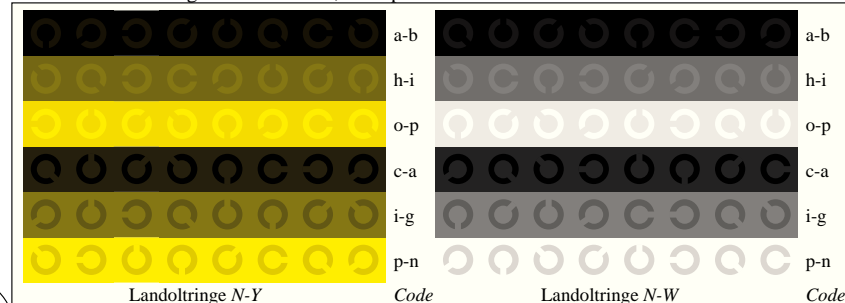 a-b a-b
h-i h-i
o-p o-p
c-a c-a
i-g i-g
p-n p-n
Landoltringe N-Y Code Landoltringe N-W Code